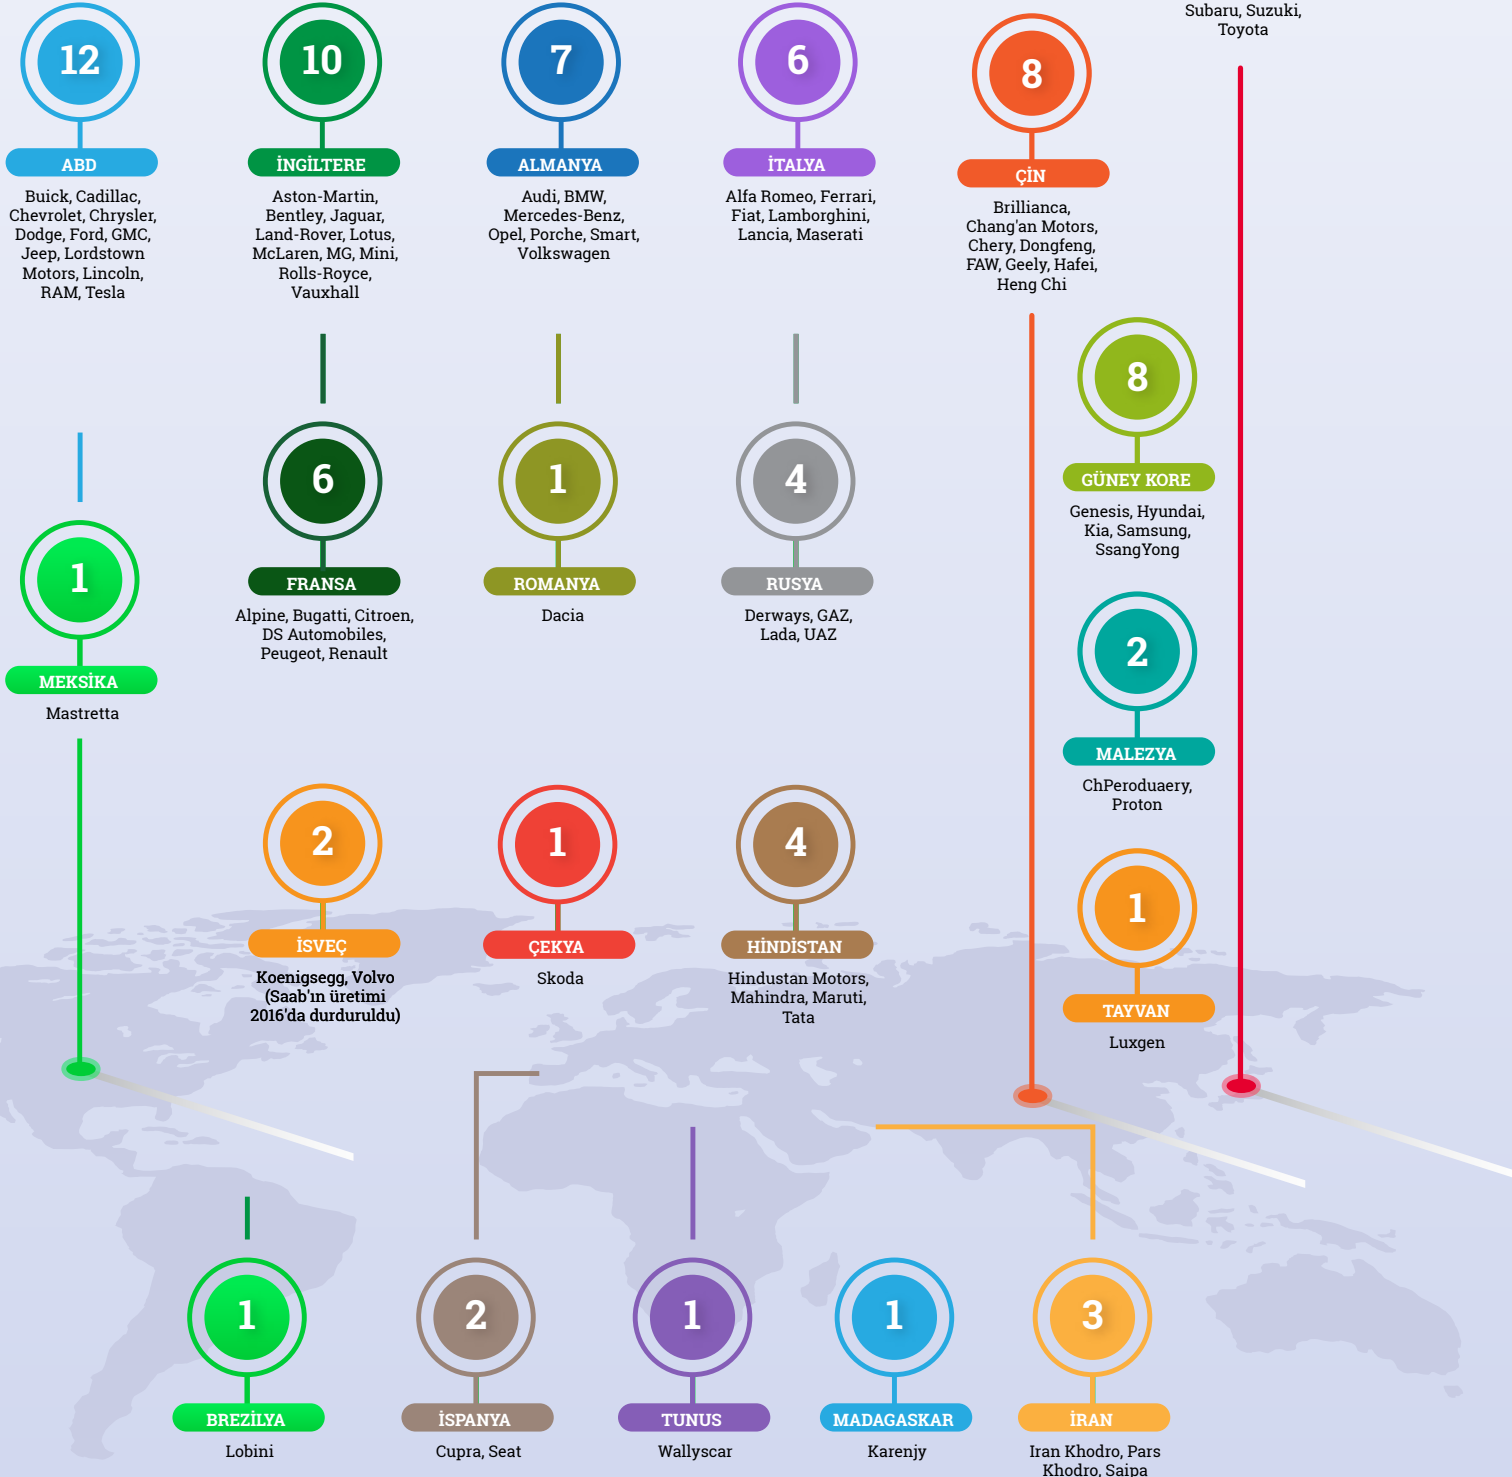 Subaru, Suzuki,
Toyota
12
ABD
Buick, Cadillac,
Chevrolet, Chrysler,
Dodge, Ford, GMC,
Jeep, Lordstown
Motors, Lincoln,
RAM, Tesla
10
İNGİLTERE
Aston-Martin,
Bentley, Jaguar,
Land-Rover, Lotus,
McLaren, MG, Mini,
Rolls-Royce,
Vauxhall
7
ALMANYA
Audi, BMW,
Mercedes-Benz,
Opel, Porche, Smart,
Volkswagen
6
İTALYA
Alfa Romeo, Ferrari,
Fiat, Lamborghini,
Lancia, Maserati
8
ÇİN
Brillianca,
Chang'an Motors,
Chery, Dongfeng,
FAW, Geely, Hafei,
Heng Chi
8
GÜNEY KORE
Genesis, Hyundai,
Kia, Samsung,
SsangYong
1
MEKSİKA
Mastretta
6
FRANSA
Alpine, Bugatti, Citroen,
DS Automobiles,
Peugeot, Renault
1
ROMANYA
Dacia
4
RUSYA
Derways, GAZ,
Lada, UAZ
2
MALEZYA
ChPeroduaery,
Proton
2
İSVEÇ
Koenigsegg, Volvo
(Saab'ın üretimi
2016'da durduruldu)
1
ÇEKYA
Skoda
4
HİNDİSTAN
Hindustan Motors,
Mahindra, Maruti,
Tata
1
TAYVAN
Luxgen
1
BREZİLYA
Lobini
2
İSPANYA
Cupra, Seat
1
TUNUS
Wallyscar
1
MADAGASKAR
Karenjy
3
İRAN
Iran Khodro, Pars
Khodro, Saipa